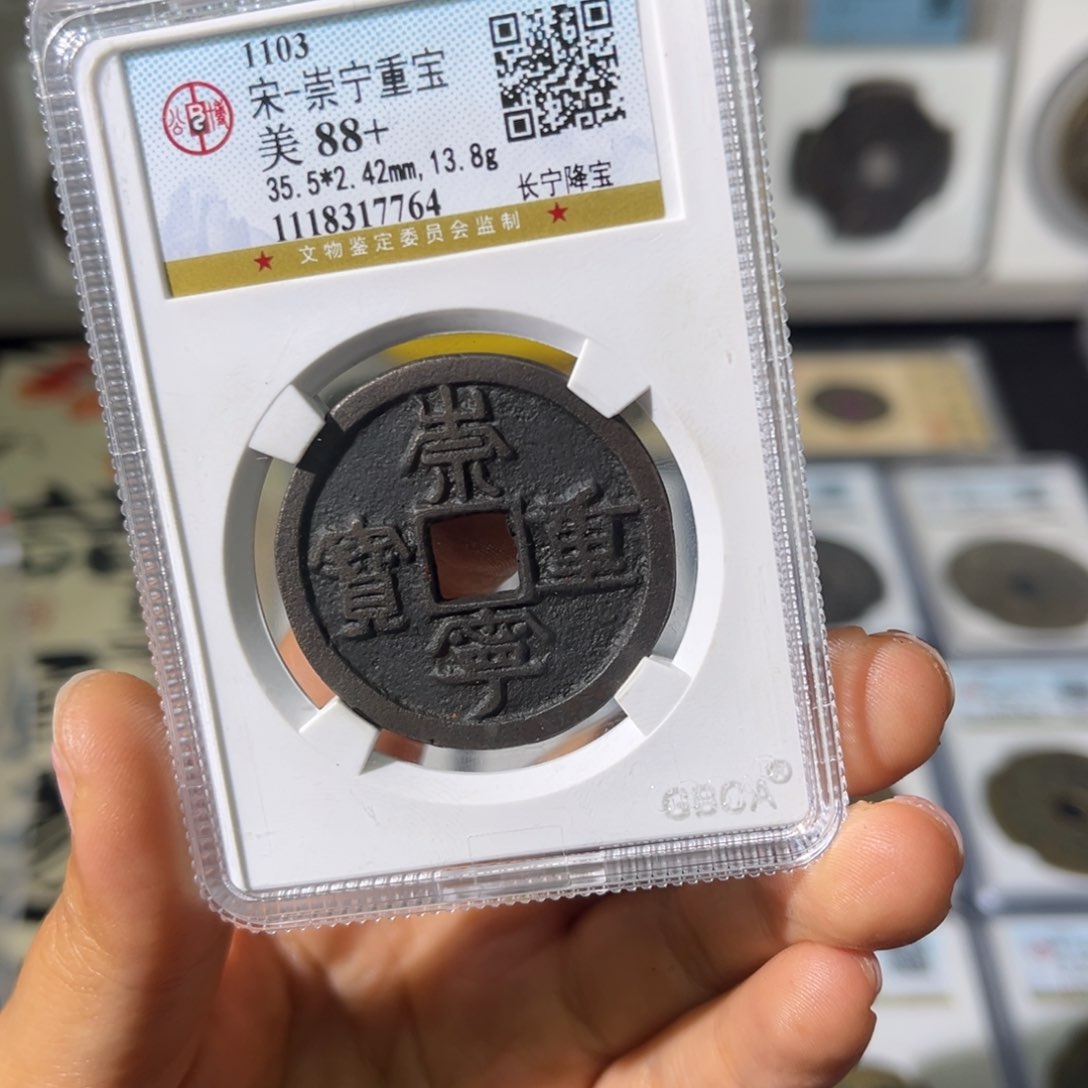 1103
宋-崇宁重宝
美 88+
35.5*2.42mm, 13.8g
长宁降宝
1118317764
★ 文物鉴定委员会监制 ★
崇
寶 重
寧
GBCA